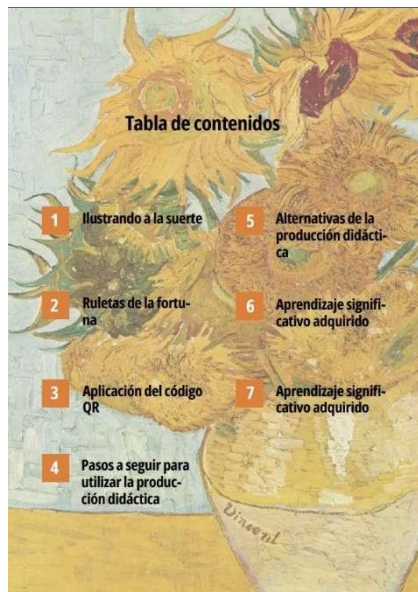 Tabla de contenidos
1 Ilustrando a la suerte
2 Ruletas de la fortu-
na
3 Aplicación del código
QR
4 Pasos a seguir para
utilizar la produc-
ción didáctica
5 Alternativas de la
producción didácti-
ca
6 Aprendizaje signifi-
cativo adquirido
7 Aprendizaje signifi-
cativo adquirido
Vincent